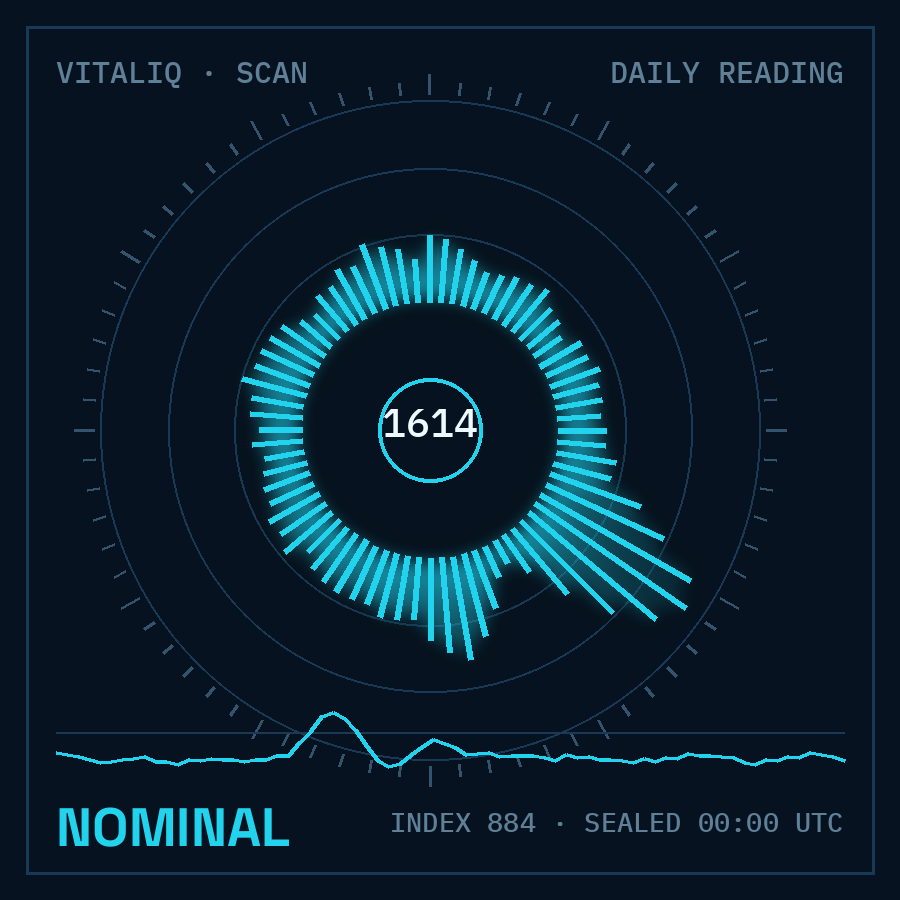 VITALIQ · SCAN
DAILY READING
1614
NOMINAL
INDEX 884 · SEALED 00:00 UTC